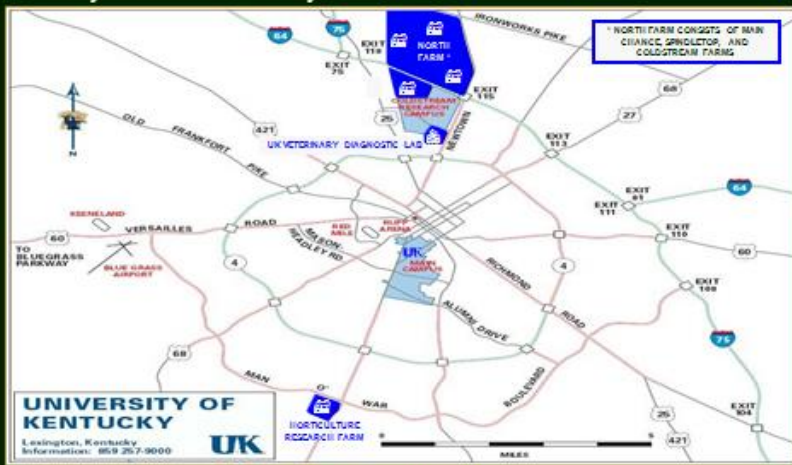 IRONWORKS PIKE
* NORTH FARM CONSISTS OF MAIN
CHANCE, SPINDLETOP, AND
COLDSTREAM FARMS
64
75
EXIT
118
EXIT
75
NORTH
FARM *
EXIT
115
COLDSTREAM
RESEARCH
CAMPUS
68
27
25
NEWTOWN
421
UK VETERINARY DIAGNOSTIC LAB
EXIT
113
OLD FRANKFORT PIKE
N
EXIT
81
64
EXIT
111
KEENELAND
RED
MILE
RUPP
ARENA
60
VERSAILLES ROAD
MASON-
HEADLEY RD
EXIT
110
TO
BLUEGRASS
PARKWAY
BLUE GRASS
AIRPORT
4
UK
MAIN
CAMPUS
RICHMOND ROAD
4
60
EXIT
108
ALUMNI DRIVE
75
68
MAN O' WAR BOULEVARD
UNIVERSITY OF
KENTUCKY
Lexington, Kentucky
Information: 859 257-9000
UK
HORTICULTURE
RESEARCH FARM
0
5
MILES
25
421
EXIT
104